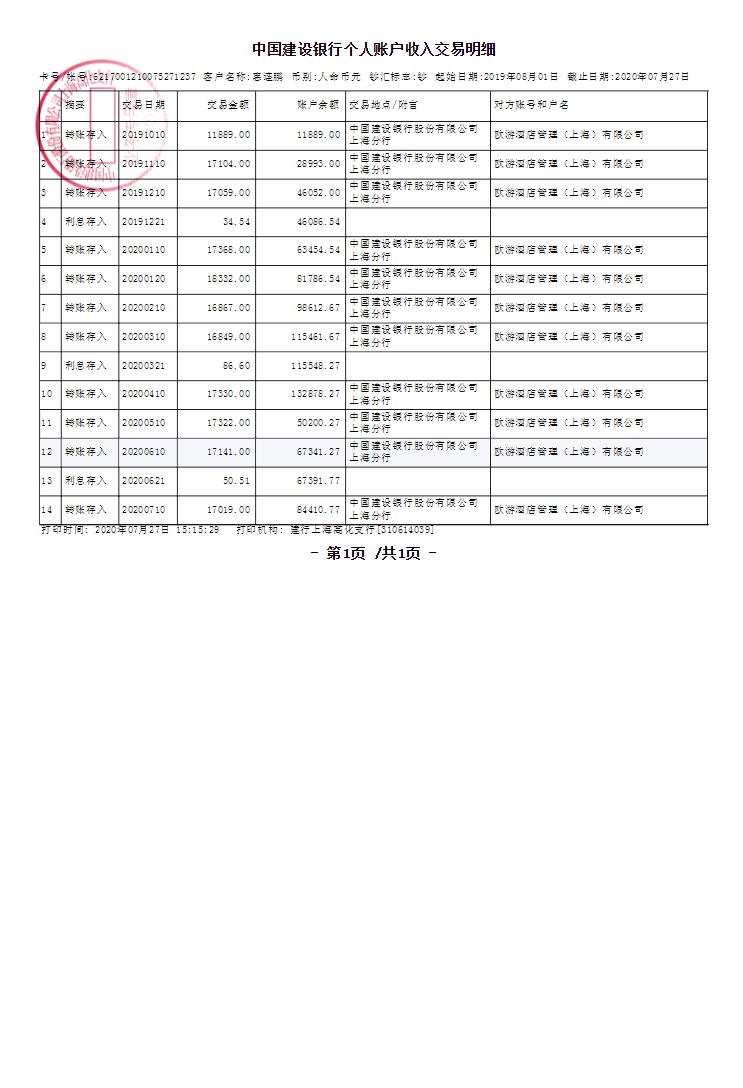 中国建设银行个人账户收入交易明细
卡号/账号:6217001210075271237 客户名称:惠连鹏 币别:人命币元 钞汇标志:钞 起始日期:2019年08月01日 截止日期:2020年07月27日
摘要 交易日期 交易金额 账户余额 交易地点/附言 对方账号和户名
1 转账存入 20191010 11889.00 11889.00 中国建设银行股份有限公司
上海分行 欧游酒店管理（上海）有限公司
2 转账存入 20191110 17104.00 28993.00 中国建设银行股份有限公司
上海分行 欧游酒店管理（上海）有限公司
3 转账存入 20191210 17059.00 46052.00 中国建设银行股份有限公司
上海分行 欧游酒店管理（上海）有限公司
4 利息存入 20191221 34.54 46086.54
5 转账存入 20200110 17368.00 63454.54 中国建设银行股份有限公司
上海分行 欧游酒店管理（上海）有限公司
6 转账存入 20200120 18332.00 81786.54 中国建设银行股份有限公司
上海分行 欧游酒店管理（上海）有限公司
7 转账存入 20200210 16867.00 98612.67 中国建设银行股份有限公司
上海分行 欧游酒店管理（上海）有限公司
8 转账存入 20200310 16849.00 115461.67 中国建设银行股份有限公司
上海分行 欧游酒店管理（上海）有限公司
9 利息存入 20200321 86.60 115548.27
10 转账存入 20200410 17330.00 132878.27 中国建设银行股份有限公司
上海分行 欧游酒店管理（上海）有限公司
11 转账存入 20200510 17322.00 50200.27 中国建设银行股份有限公司
上海分行 欧游酒店管理（上海）有限公司
12 转账存入 20200610 17141.00 67341.27 中国建设银行股份有限公司
上海分行 欧游酒店管理（上海）有限公司
13 利息存入 20200621 50.51 67391.77
14 转账存入 20200710 17019.00 84410.77 中国建设银行股份有限公司
上海分行 欧游酒店管理（上海）有限公司
打印时间: 2020年07月27日 15:15:29 打印机构: 建行上海高化支行[310614039]
- 第1页 /共1页 -